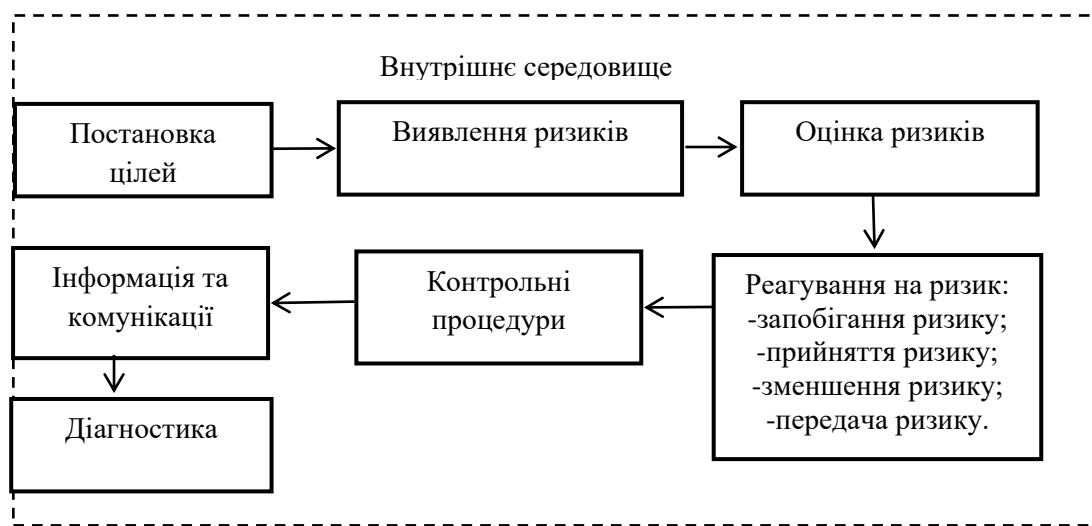 Внутрішнє середовище
Постановка
цілей
Виявлення ризиків
Оцінка ризиків
Реагування на ризик:
-запобігання ризику;
-прийняття ризику;
-зменшення ризику;
-передача ризику.
Контрольні
процедури
Інформація та
комунікації
Діагностика